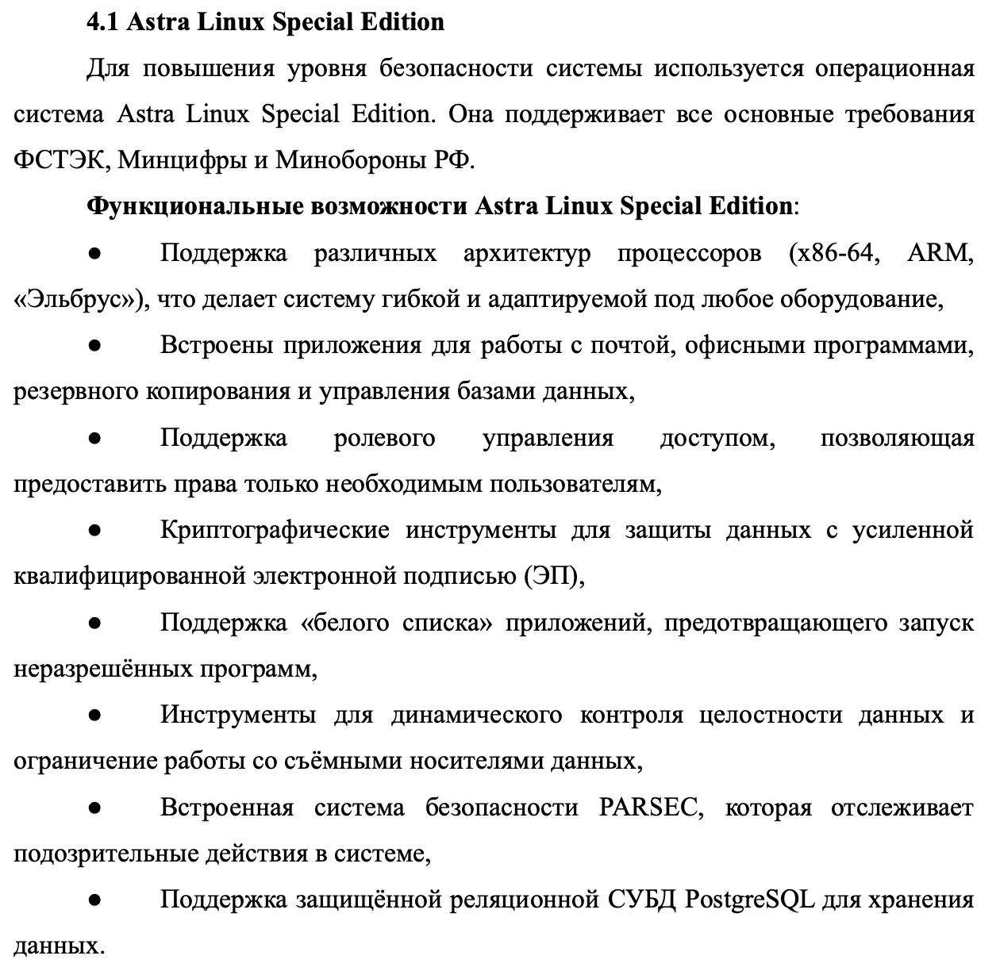 4.1 Astra Linux Special Edition
Для повышения уровня безопасности системы используется операционная
система Astra Linux Special Edition. Она поддерживает все основные требования
ФСТЭК, Минцифры и Минобороны РФ.
Функциональные возможности Astra Linux Special Edition:
● Поддержка различных архитектур процессоров (x86-64, ARM,
«Эльбрус»), что делает систему гибкой и адаптируемой под любое оборудование,
● Встроены приложения для работы с почтой, офисными программами,
резервного копирования и управления базами данных,
● Поддержка ролевого управления доступом, позволяющая
предоставить права только необходимым пользователям,
● Криптографические инструменты для защиты данных с усиленной
квалифицированной электронной подписью (ЭП),
● Поддержка «белого списка» приложений, предотвращающего запуск
неразрешённых программ,
● Инструменты для динамического контроля целостности данных и
ограничение работы со съёмными носителями данных,
● Встроенная система безопасности PARSEC, которая отслеживает
подозрительные действия в системе,
● Поддержка защищённой реляционной СУБД PostgreSQL для хранения
данных.